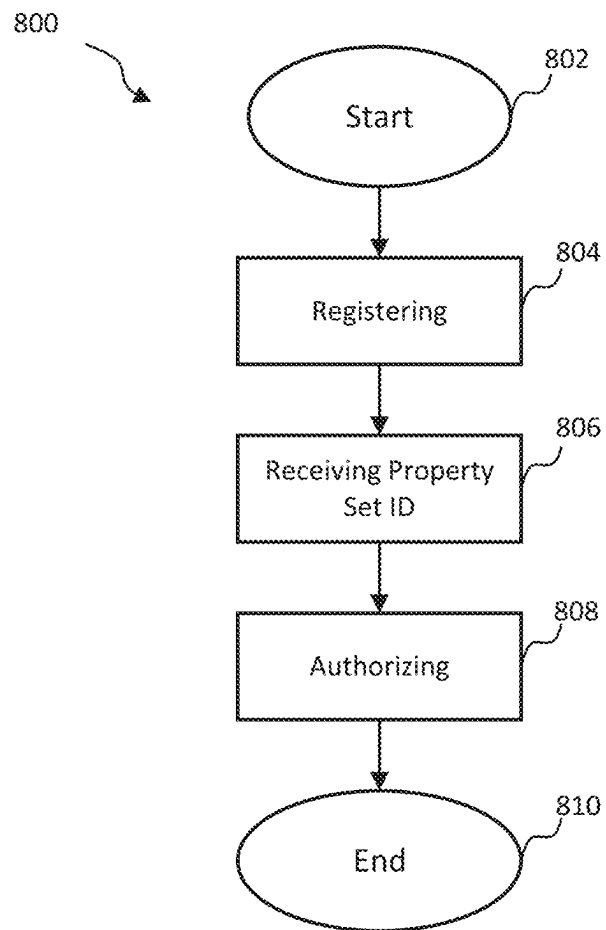 800
802
Start
804
Registering
806
Receiving Property
Set ID
808
Authorizing
810
End